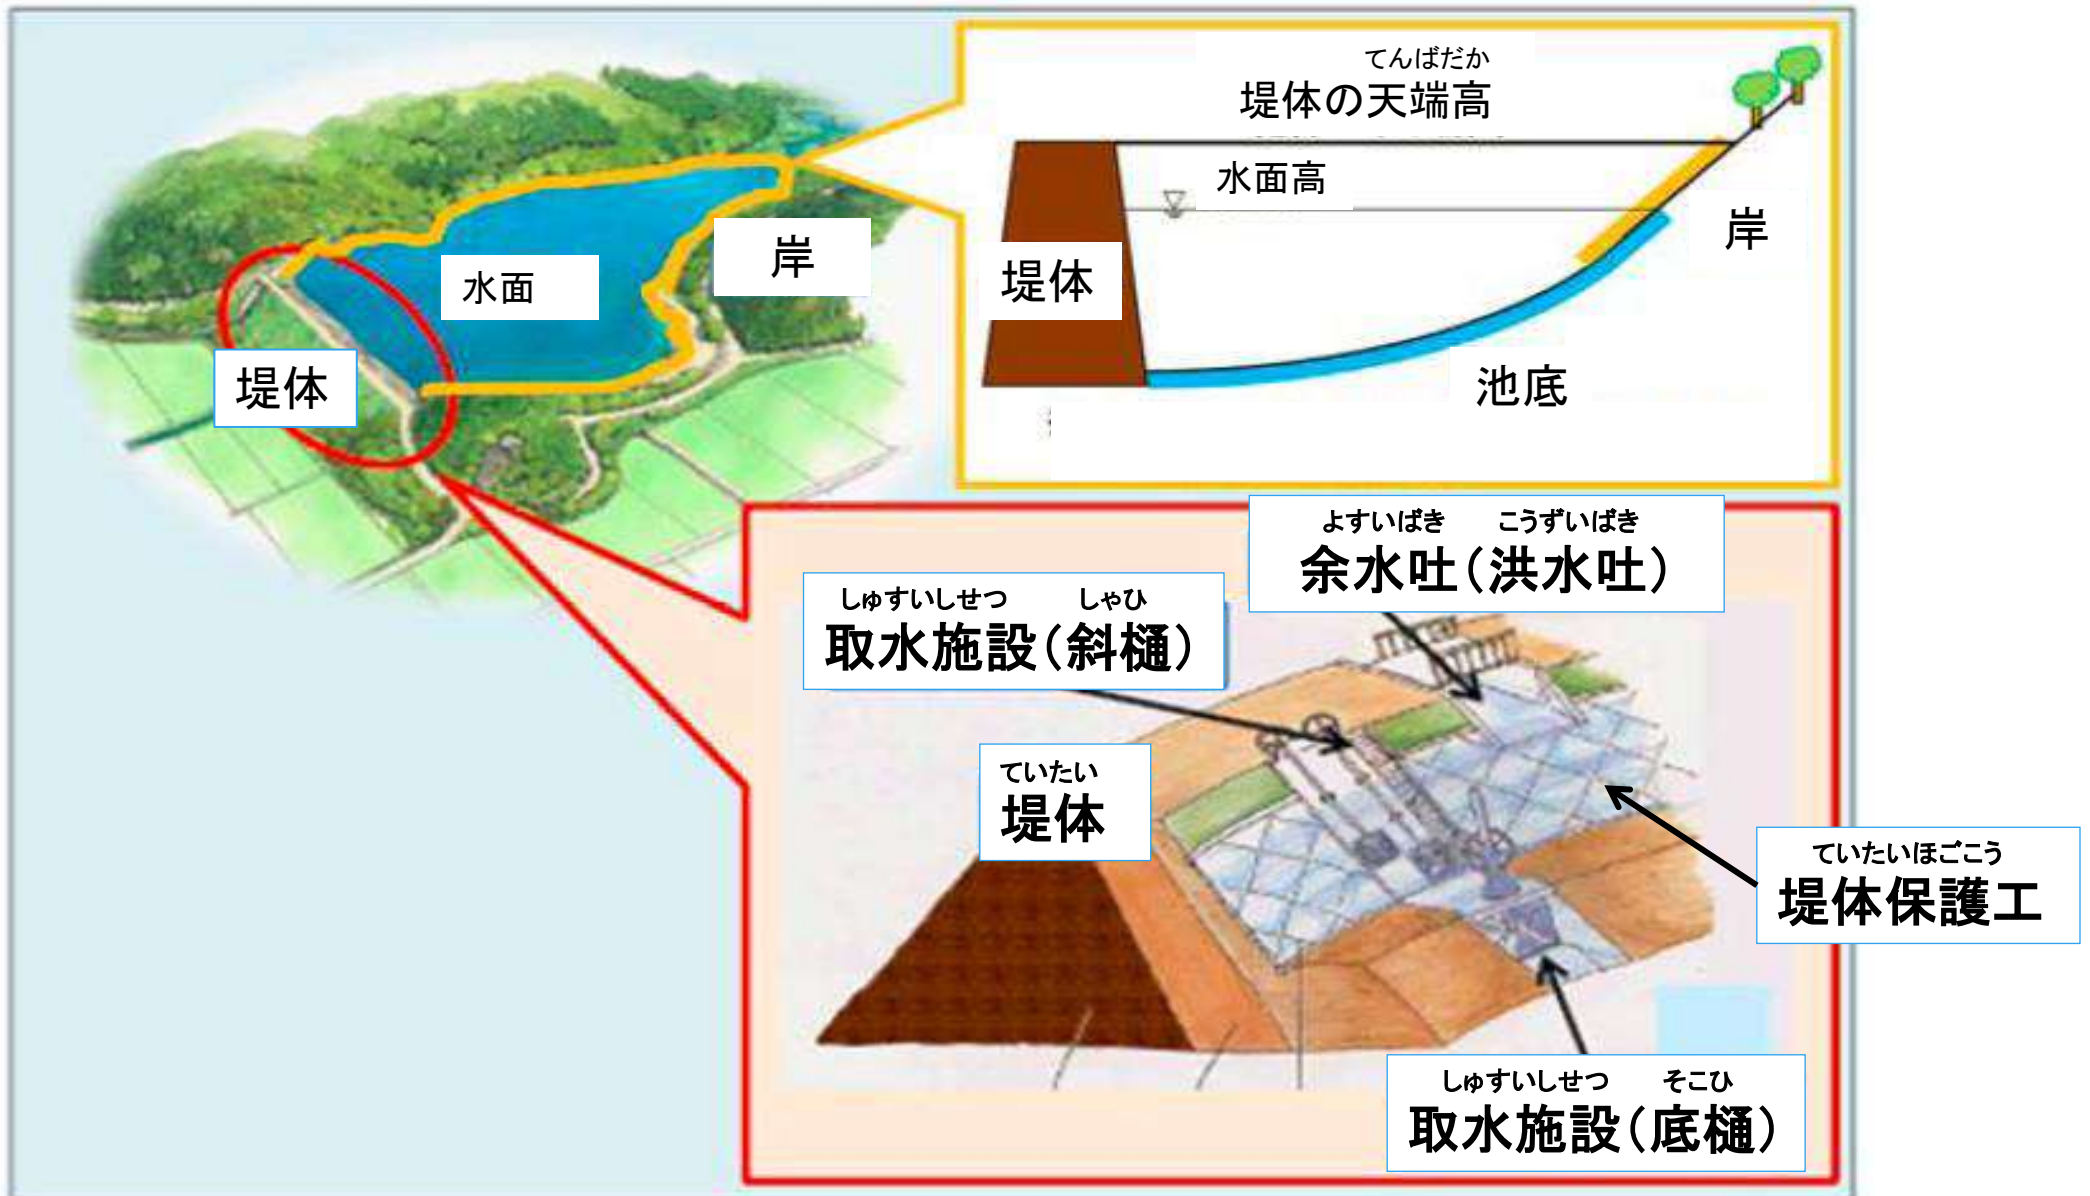 てんばだか
堤体の天端高
水面高
岸
水面
岸
堤体
堤体
池底
よすいばき こうずいばき
余水吐(洪水吐)
しゅすいしせつ しゃひ
取水施設(斜樋)
ていたい
堤体
ていたいほごこう
堤体保護工
しゅすいしせつ そこひ
取水施設(底樋)